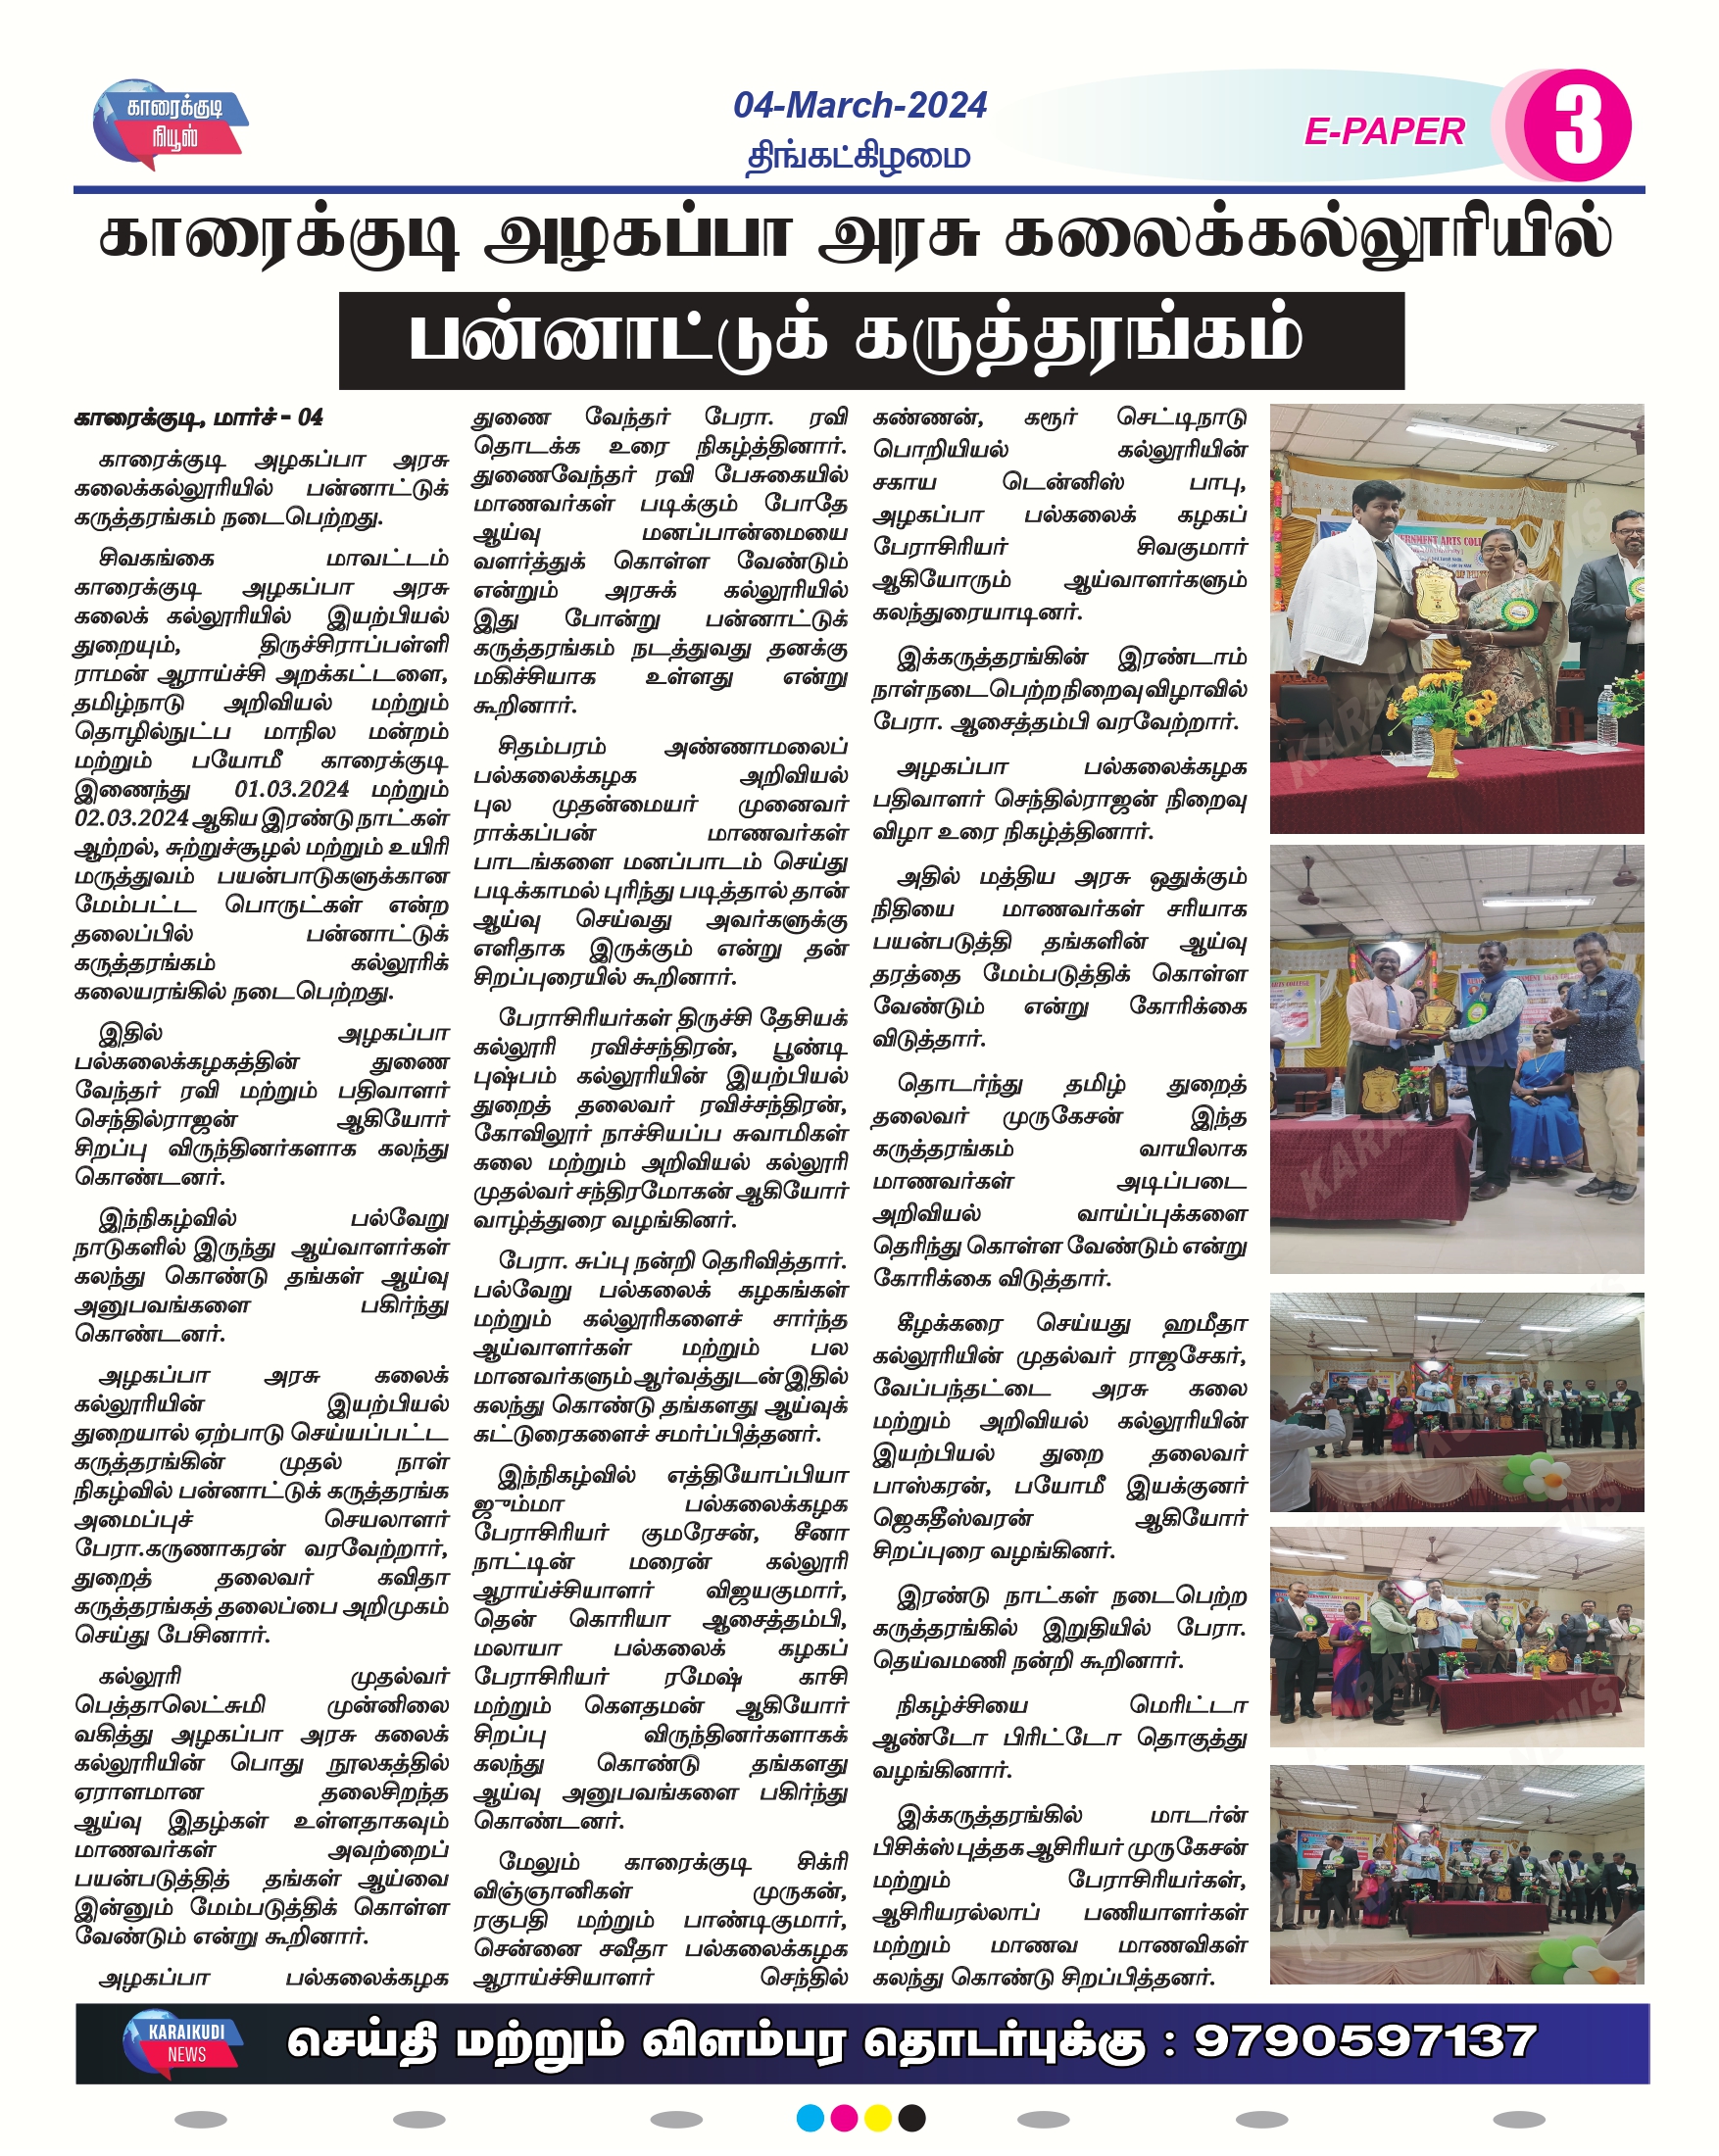 காரைக்குடி
நியூஸ்
04-March-2024
திங்கட்கிழமை
E-PAPER
3
காரைக்குடி அழகப்பா அரசு கலைக்கல்லூரியில்
பன்னாட்டுக் கருத்தரங்கம்
காரைக்குடி, மார்ச் - 04
காரைக்குடி அழகப்பா அரசு
கலைக்கல்லூரியில் பன்னாட்டுக்
கருத்தரங்கம் நடைபெற்றது.
சிவகங்கை மாவட்டம்
காரைக்குடி அழகப்பா அரசு
கலைக் கல்லூரியில் இயற்பியல்
துறையும், திருச்சிராப்பள்ளி
ராமன் ஆராய்ச்சி அறக்கட்டளை,
தமிழ்நாடு அறிவியல் மற்றும்
தொழில்நுட்ப மாநில மன்றம்
மற்றும் பயோமீ காரைக்குடி
இணைந்து 01.03.2024 மற்றும்
02.03.2024 ஆகிய இரண்டு நாட்கள்
ஆற்றல், சுற்றுச்சூழல் மற்றும் உயிரி
மருத்துவம் பயன்பாடுகளுக்கான
மேம்பட்ட பொருட்கள் என்ற
தலைப்பில் பன்னாட்டுக்
கருத்தரங்கம் கல்லூரிக்
கலையரங்கில் நடைபெற்றது.
இதில் அழகப்பா
பல்கலைக்கழகத்தின் துணை
வேந்தர் ரவி மற்றும் பதிவாளர்
செந்தில்ராஜன் ஆகியோர்
சிறப்பு விருந்தினர்களாக கலந்து
கொண்டனர்.
இந்நிகழ்வில் பல்வேறு
நாடுகளில் இருந்து ஆய்வாளர்கள்
கலந்து கொண்டு தங்கள் ஆய்வு
அனுபவங்களை பகிர்ந்து
கொண்டனர்.
அழகப்பா அரசு கலைக்
கல்லூரியின் இயற்பியல்
துறையால் ஏற்பாடு செய்யப்பட்ட
கருத்தரங்கின் முதல் நாள்
நிகழ்வில் பன்னாட்டுக் கருத்தரங்க
அமைப்புச் செயலாளர்
பேரா.கருணாகரன் வரவேற்றார்,
துறைத் தலைவர் கவிதா
கருத்தரங்கத் தலைப்பை அறிமுகம்
செய்து பேசினார்.
கல்லூரி முதல்வர்
பெத்தாலெட்சுமி முன்னிலை
வகித்து அழகப்பா அரசு கலைக்
கல்லூரியின் பொது நூலகத்தில்
ஏராளமான தலைசிறந்த
ஆய்வு இதழ்கள் உள்ளதாகவும்
மாணவர்கள் அவற்றைப்
பயன்படுத்தித் தங்கள் ஆய்வை
இன்னும் மேம்படுத்திக் கொள்ள
வேண்டும் என்று கூறினார்.
அழகப்பா பல்கலைக்கழக
துணை வேந்தர் பேரா. ரவி
தொடக்க உரை நிகழ்த்தினார்.
துணைவேந்தர் ரவி பேசுகையில்
மாணவர்கள் படிக்கும் போதே
ஆய்வு மனப்பான்மையை
வளர்த்துக் கொள்ள வேண்டும்
என்றும் அரசுக் கல்லூரியில்
இது போன்று பன்னாட்டுக்
கருத்தரங்கம் நடத்துவது தனக்கு
மகிச்சியாக உள்ளது என்று
கூறினார்.
சிதம்பரம் அண்ணாமலைப்
பல்கலைக்கழக அறிவியல்
புல முதன்மையர் முனைவர்
ராக்கப்பன் மாணவர்கள்
பாடங்களை மனப்பாடம் செய்து
படிக்காமல் புரிந்து படித்தால் தான்
ஆய்வு செய்வது அவர்களுக்கு
எளிதாக இருக்கும் என்று தன்
சிறப்புரையில் கூறினார்.
பேராசிரியர்கள் திருச்சி தேசியக்
கல்லூரி ரவிச்சந்திரன், பூண்டி
புஷ்பம் கல்லூரியின் இயற்பியல்
துறைத் தலைவர் ரவிச்சந்திரன்,
கோவிலூர் நாச்சியப்ப சுவாமிகள்
கலை மற்றும் அறிவியல் கல்லூரி
முதல்வர் சந்திரமோகன் ஆகியோர்
வாழ்த்துரை வழங்கினர்.
பேரா. சுப்பு நன்றி தெரிவித்தார்.
பல்வேறு பல்கலைக் கழகங்கள்
மற்றும் கல்லூரிகளைச் சார்ந்த
ஆய்வாளர்கள் மற்றும் பல
மானவர்களும் ஆர்வத்துடன் இதில்
கலந்து கொண்டு தங்களது ஆய்வுக்
கட்டுரைகளைச் சமர்ப்பித்தனர்.
இந்நிகழ்வில் எத்தியோப்பியா
ஜும்மா பல்கலைக்கழக
பேராசிரியர் குமரேசன், சீனா
நாட்டின் மரைன் கல்லூரி
ஆராய்ச்சியாளர் விஜயகுமார்,
தென் கொரியா ஆசைத்தம்பி,
மலாயா பல்கலைக் கழகப்
பேராசிரியர் ரமேஷ் காசி
மற்றும் கௌதமன் ஆகியோர்
சிறப்பு விருந்தினர்களாகக்
கலந்து கொண்டு தங்களது
ஆய்வு அனுபவங்களை பகிர்ந்து
கொண்டனர்.
மேலும் காரைக்குடி சிக்ரி
விஞ்ஞானிகள் முருகன்,
ரகுபதி மற்றும் பாண்டிகுமார்,
சென்னை சவீதா பல்கலைக்கழக
ஆராய்ச்சியாளர் செந்தில்
கண்ணன், கரூர் செட்டிநாடு
பொறியியல் கல்லூரியின்
சகாய டென்னிஸ் பாபு,
அழகப்பா பல்கலைக் கழகப்
பேராசிரியர் சிவகுமார்
ஆகியோரும் ஆய்வாளர்களும்
கலந்துரையாடினர்.
இக்கருத்தரங்கின் இரண்டாம்
நாள் நடைபெற்ற நிறைவு விழாவில்
பேரா. ஆசைத்தம்பி வரவேற்றார்.
அழகப்பா பல்கலைக்கழக
பதிவாளர் செந்தில்ராஜன் நிறைவு
விழா உரை நிகழ்த்தினார்.
அதில் மத்திய அரசு ஒதுக்கும்
நிதியை மாணவர்கள் சரியாக
பயன்படுத்தி தங்களின் ஆய்வு
தரத்தை மேம்படுத்திக் கொள்ள
வேண்டும் என்று கோரிக்கை
விடுத்தார்.
தொடர்ந்து தமிழ் துறைத்
தலைவர் முருகேசன் இந்த
கருத்தரங்கம் வாயிலாக
மாணவர்கள் அடிப்படை
அறிவியல் வாய்ப்புக்களை
தெரிந்து கொள்ள வேண்டும் என்று
கோரிக்கை விடுத்தார்.
கீழக்கரை செய்யது ஹமீதா
கல்லூரியின் முதல்வர் ராஜசேகர்,
வேப்பந்தட்டை அரசு கலை
மற்றும் அறிவியல் கல்லூரியின்
இயற்பியல் துறை தலைவர்
பாஸ்கரன், பயோமீ இயக்குனர்
ஜெகதீஸ்வரன் ஆகியோர்
சிறப்புரை வழங்கினர்.
இரண்டு நாட்கள் நடைபெற்ற
கருத்தரங்கில் இறுதியில் பேரா.
தெய்வமணி நன்றி கூறினார்.
நிகழ்ச்சியை மெரிட்டா
ஆண்டோ பிரிட்டோ தொகுத்து
வழங்கினார்.
இக்கருத்தரங்கில் மாடர்ன்
பிசிக்ஸ் புத்தக ஆசிரியர் முருகேசன்
மற்றும் பேராசிரியர்கள்,
ஆசிரியரல்லாப் பணியாளர்கள்
மற்றும் மாணவ மாணவிகள்
கலந்து கொண்டு சிறப்பித்தனர்.
KARAIKUDI
NEWS
செய்தி மற்றும் விளம்பர தொடர்புக்கு : 9790597137